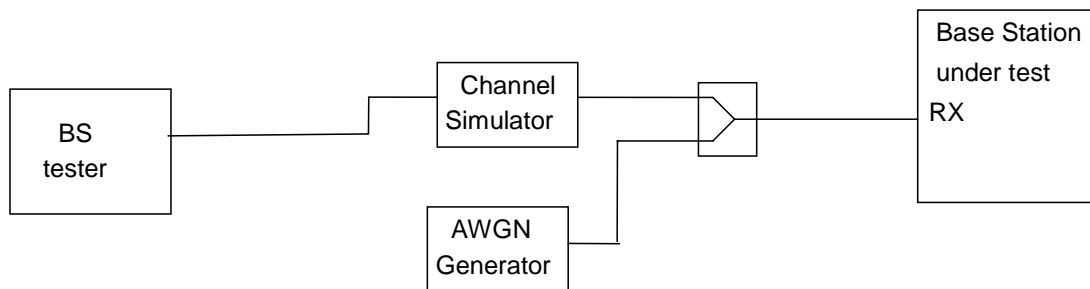 BS
tester
Channel
Simulator
AWGN
Generator
Base Station
under test
RX